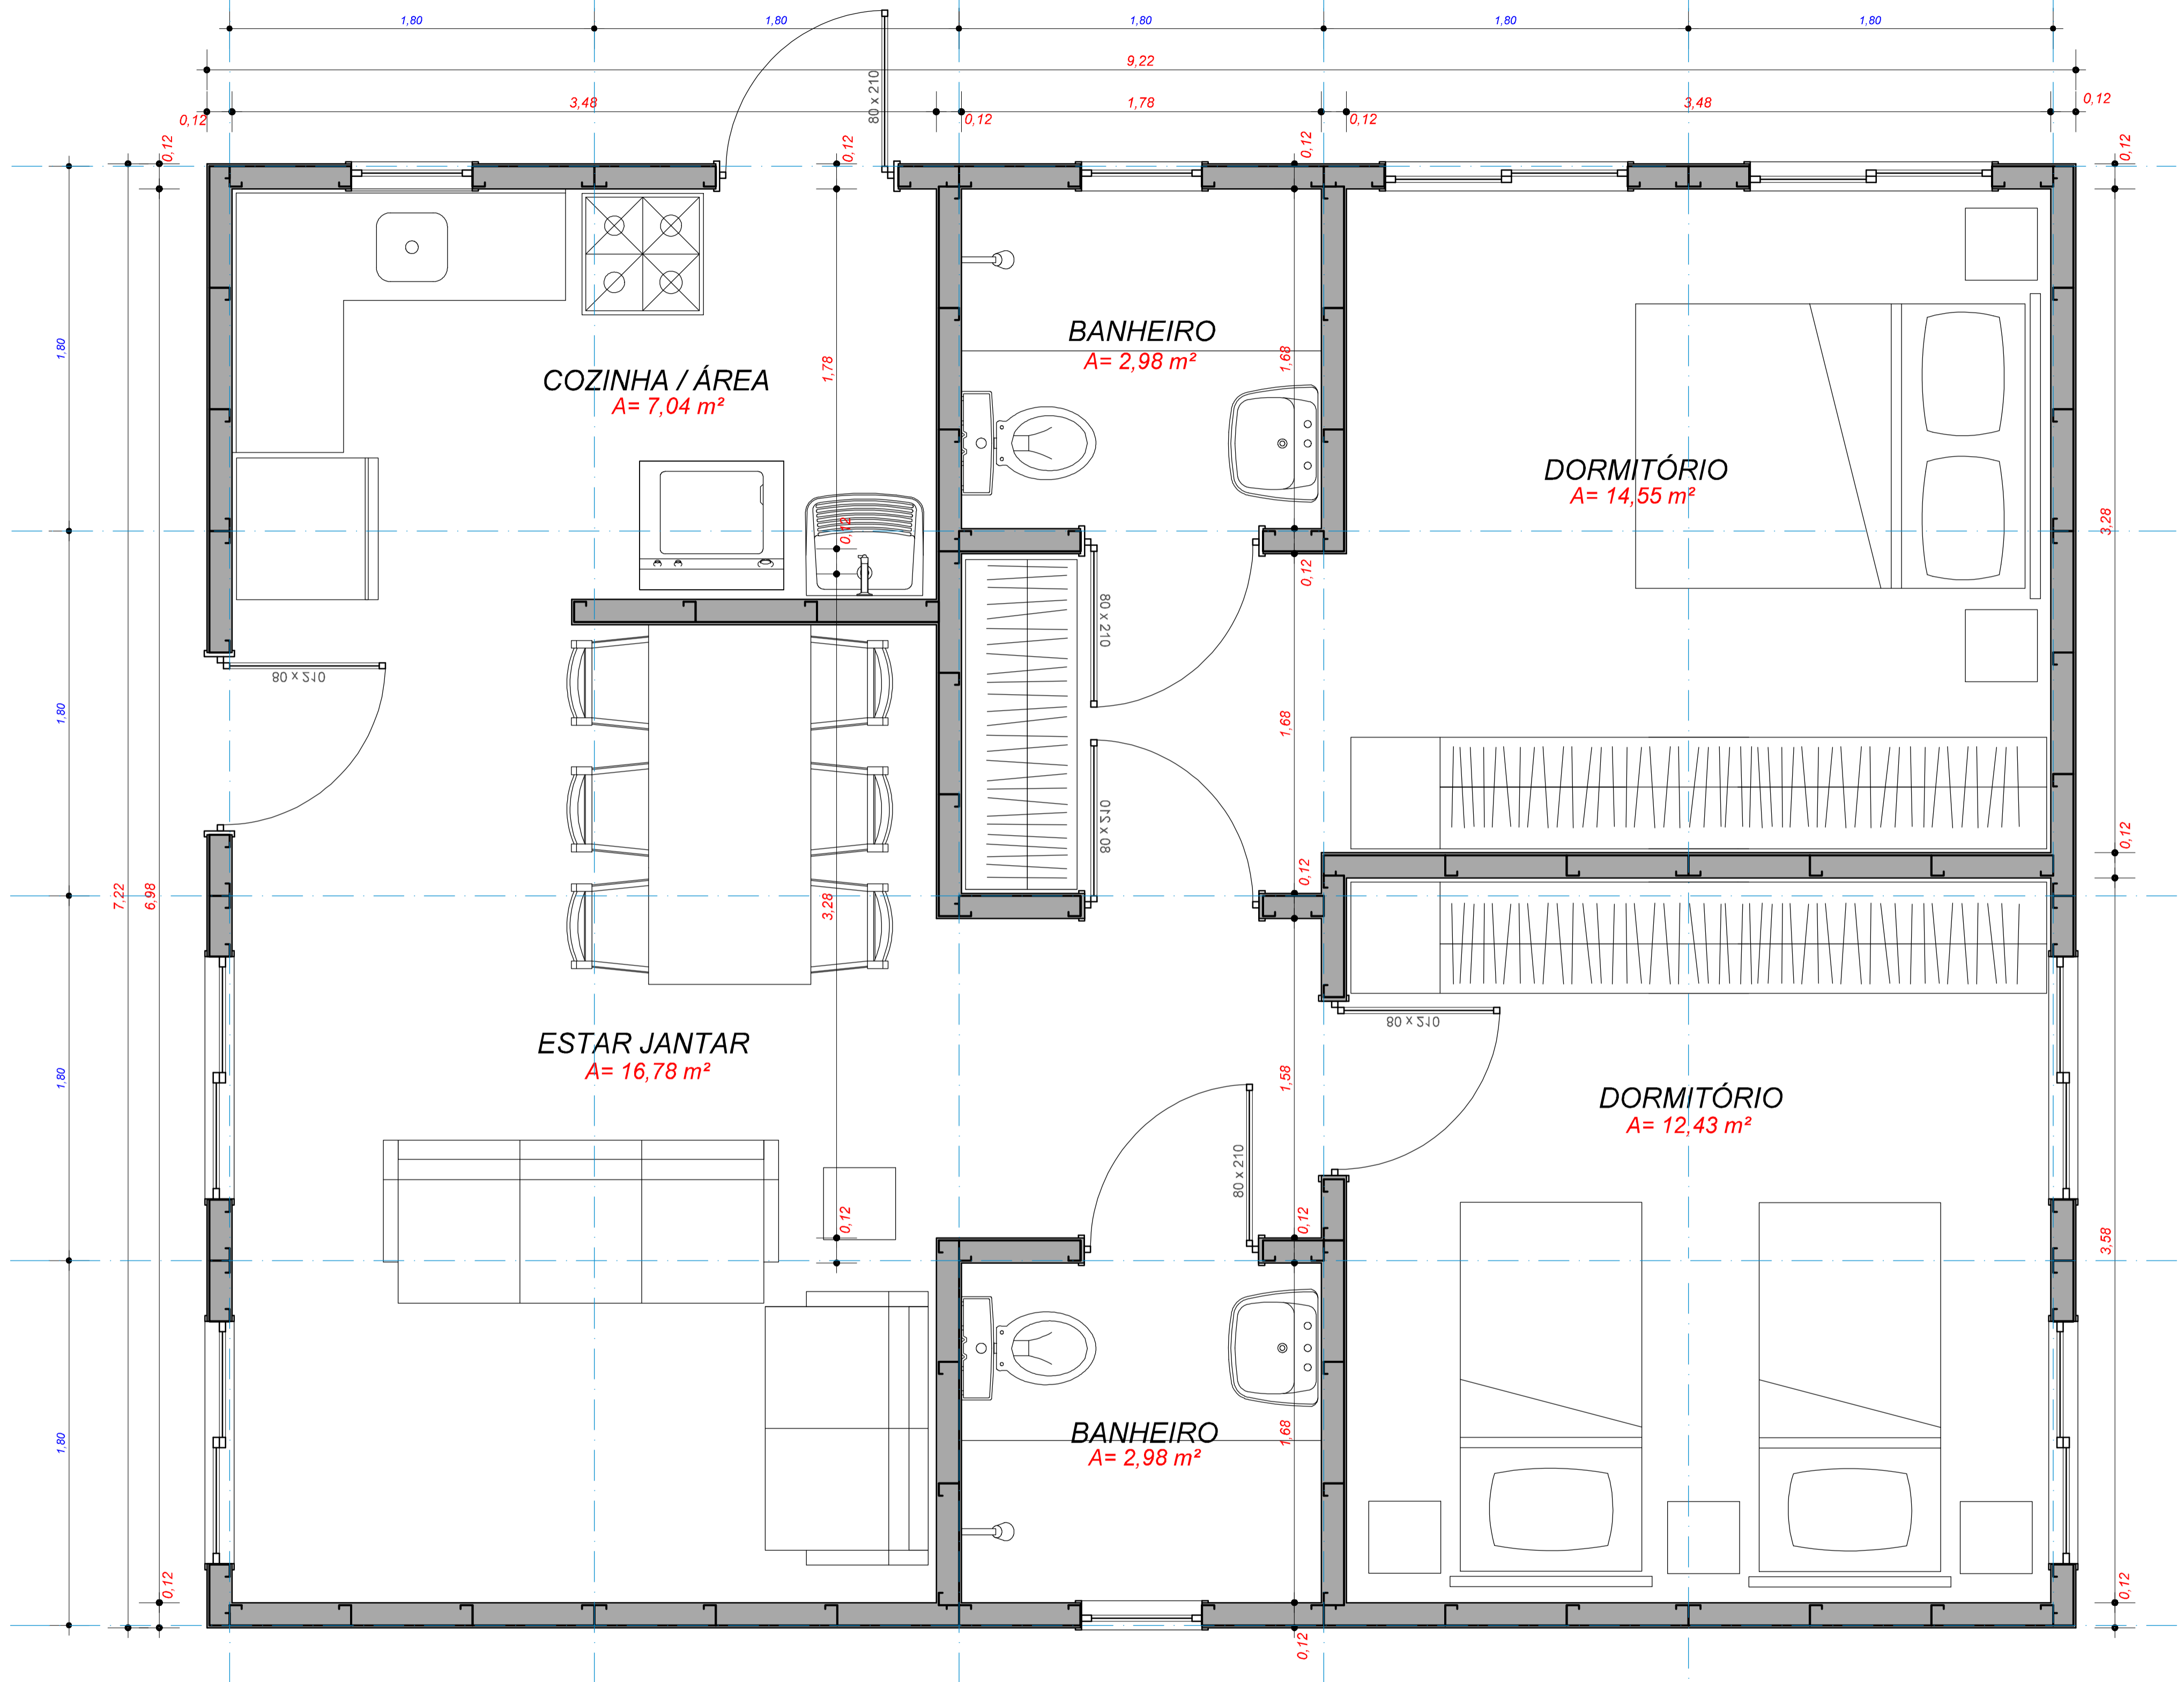 1,80
1,80
1,80
1,80
1,80
9,22
3,48
1,78
3,48
0,12
0,12
0,12
0,12
80 x 210
0,12
0,12
0,12
0,12
BANHEIRO
A= 2,98 m²
1,80
1,78
1,68
COZINHA / ÁREA
A= 7,04 m²
DORMITÓRIO
A= 14,55 m²
3,28
0,12
0,12
80 x 210
80 x 210
1,80
1,68
80 x 210
0,12
0,12
7,22
6,98
3,28
80 x 210
ESTAR JANTAR
A= 16,78 m²
1,80
1,58
DORMITÓRIO
A= 12,43 m²
80 x 210
0,12
0,12
3,58
1,80
BANHEIRO
A= 2,98 m²
1,68
0,12
0,12
0,12